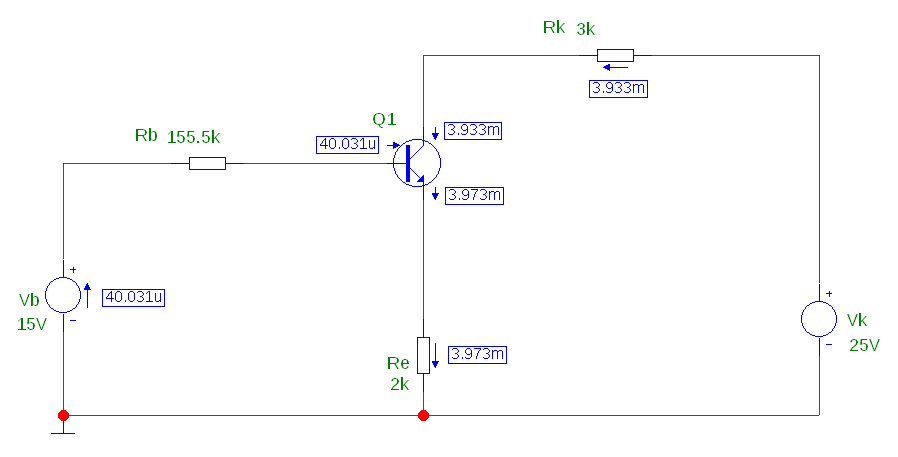 Rk 3k
3.933m
Q1
3.933m
Rb 155.5k
40.031u
3.973m
+
Vb
40.031u
15V
−
+
Vk
25V
−
Re
3.973m
2k